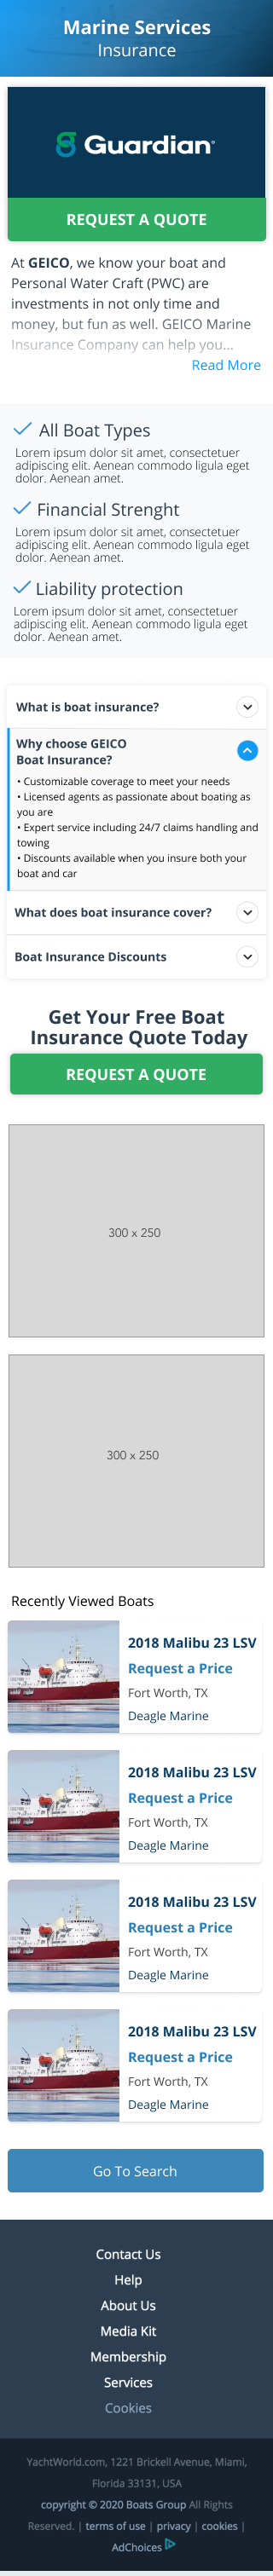 Marine Services
Insurance
Guardian
REQUEST A QUOTE
At GEICO, we know your boat and
Personal Water Craft (PWC) are
investments in not only time and
money, but fun as well. GEICO Marine
Insurance Company can help you...
Read More
All Boat Types
Lorem ipsum dolor sit amet, consectetuer
adipiscing elit. Aenean commodo ligula eget
dolor. Aenean amet.
Financial Strenght
Lorem ipsum dolor sit amet, consectetuer
adipiscing elit. Aenean commodo ligula eget
dolor. Aenean amet.
Liability protection
Lorem ipsum dolor sit amet, consectetuer
adipiscing elit. Aenean commodo ligula eget
dolor. Aenean amet.
What is boat insurance?
Why choose GEICO
Boat Insurance?
• Customizable coverage to meet your needs
• Licensed agents as passionate about boating as
you are
• Expert service including 24/7 claims handling and
towing
• Discounts available when you insure both your
boat and car
What does boat insurance cover?
Boat Insurance Discounts
Get Your Free Boat
Insurance Quote Today
REQUEST A QUOTE
300 x 250
300 x 250
Recently Viewed Boats
2018 Malibu 23 LSV
Request a Price
Fort Worth, TX
Deagle Marine
2018 Malibu 23 LSV
Request a Price
Fort Worth, TX
Deagle Marine
2018 Malibu 23 LSV
Request a Price
Fort Worth, TX
Deagle Marine
2018 Malibu 23 LSV
Request a Price
Fort Worth, TX
Deagle Marine
Go To Search
Contact Us
Help
About Us
Media Kit
Membership
Services
Cookies
YachtWorld.com, 1221 Brickell Avenue, Miami,
Florida 33131, USA
copyright © 2020 Boats Group All Rights
Reserved. | terms of use | privacy | cookies |
AdChoices